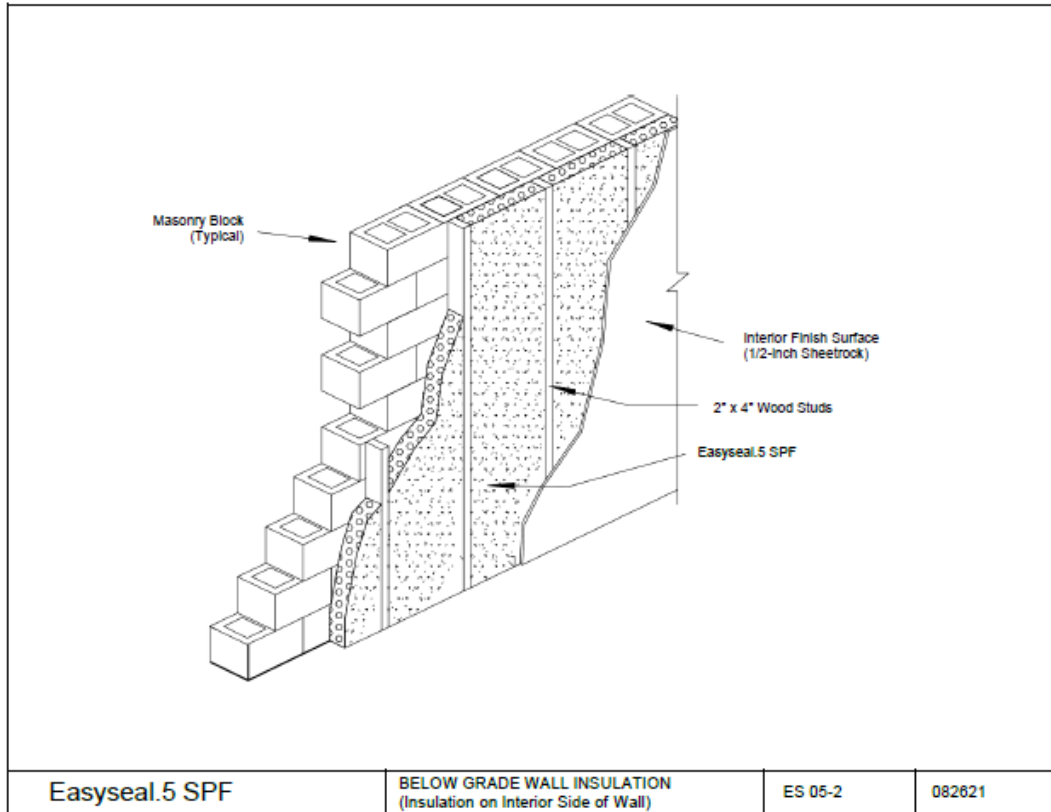 Masonry Block
(Typical)
Interior Finish Surface
(1/2-inch Sheetrock)
2" x 4" Wood Studs
Easyseal.5 SPF
Easyseal.5 SPF
BELOW GRADE WALL INSULATION
(Insulation on Interior Side of Wall)
ES 05-2
082621